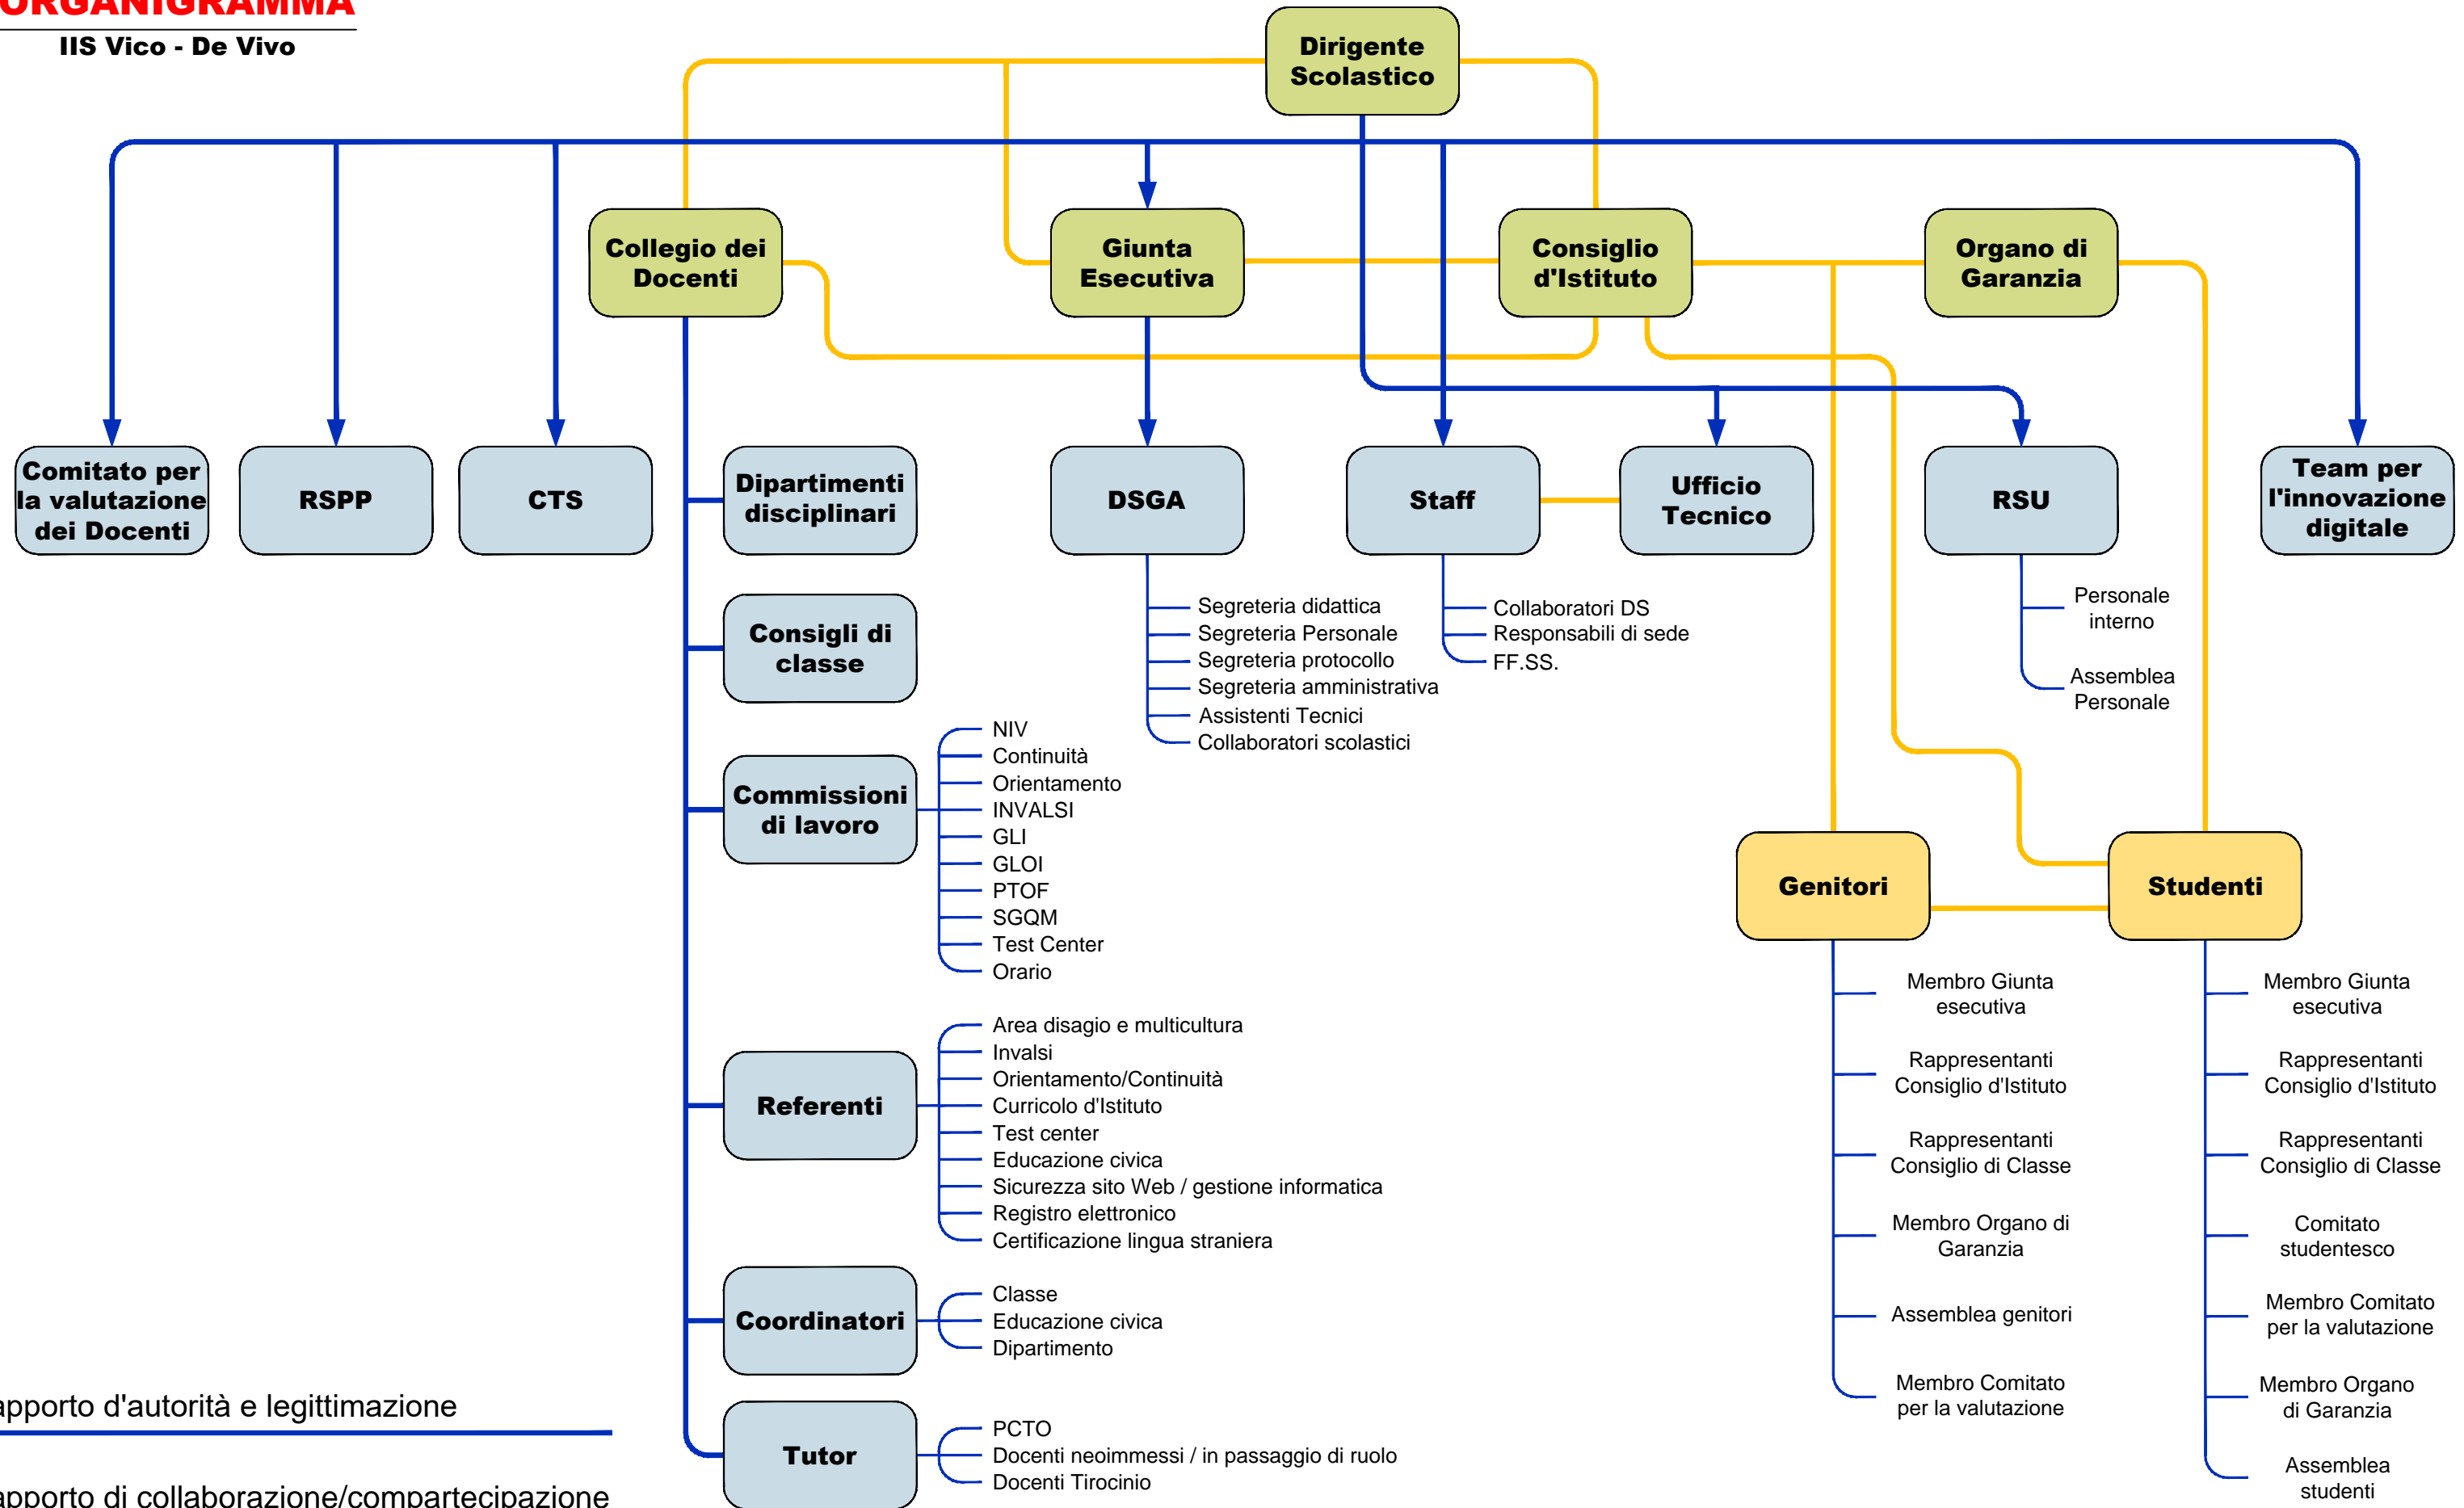 ORGANIGRAMMA
IIS Vico - De Vivo
Dirigente
Scolastico
Collegio dei
Docenti
Giunta
Esecutiva
Consiglio
d'Istituto
Organo di
Garanzia
Comitato per
la valutazione
dei Docenti
RSPP
CTS
Dipartimenti
disciplinari
DSGA
Staff
Ufficio
Tecnico
RSU
Team per
l'innovazione
digitale
Segreteria didattica
Segreteria Personale
Segreteria protocollo
Segreteria amministrativa
Assistenti Tecnici
Collaboratori scolastici
Collaboratori DS
Responsabili di sede
FF.SS.
Personale
interno
Assemblea
Personale
Consigli di
classe
Commissioni
di lavoro
NIV
Continuità
Orientamento
INVALSI
GLI
GLOI
PTOF
SGQM
Test Center
Orario
Referenti
Area disagio e multicultura
Invalsi
Orientamento/Continuità
Curricolo d'Istituto
Test center
Educazione civica
Sicurezza sito Web / gestione informatica
Registro elettronico
Certificazione lingua straniera
Coordinatori
Classe
Educazione civica
Dipartimento
Tutor
PCTO
Docenti neoimmessi / in passaggio di ruolo
Docenti Tirocinio
Genitori
Membro Giunta
esecutiva
Rappresentanti
Consiglio d'Istituto
Rappresentanti
Consiglio di Classe
Membro Organo di
Garanzia
Assemblea genitori
Membro Comitato
per la valutazione
Studenti
Membro Giunta
esecutiva
Rappresentanti
Consiglio d'Istituto
Rappresentanti
Consiglio di Classe
Comitato
studentesco
Membro Comitato
per la valutazione
Membro Organo
di Garanzia
Assemblea
studenti
apporto d'autorità e legittimazione
apporto di collaborazione/compartecipazione